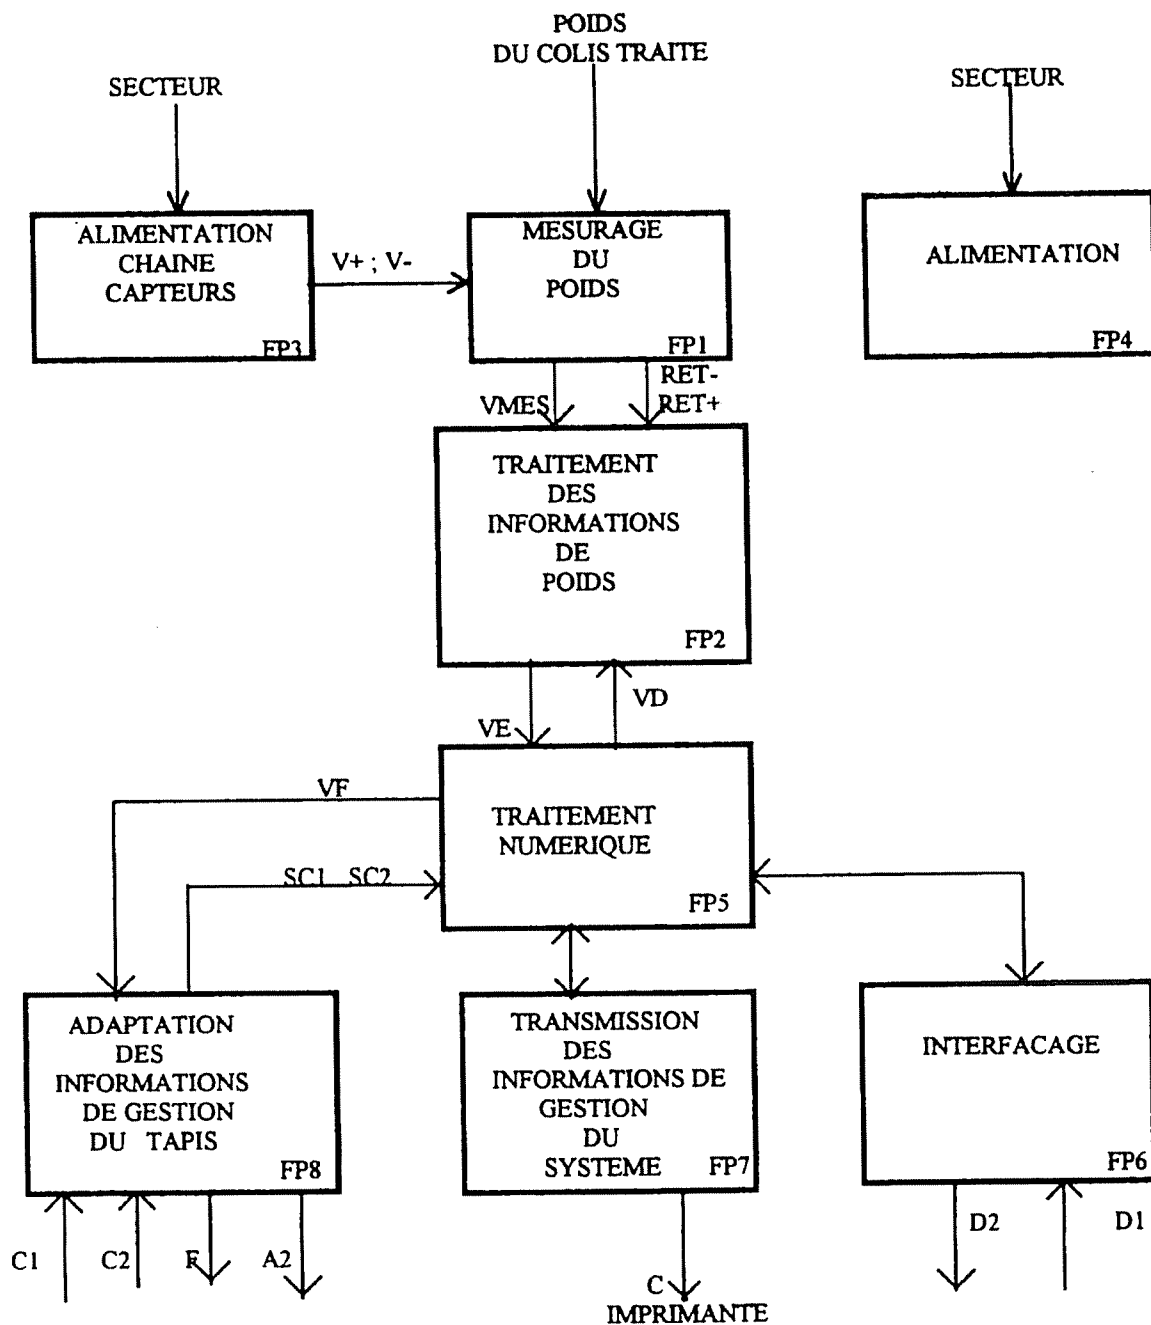 POIDS
DU COLIS TRAITE
SECTEUR
SECTEUR
ALIMENTATION
CHAINE
CAPTEURS
FP3
V+ ; V-
MESURAGE
DU
POIDS
FP1
ALIMENTATION
FP4
VMES
RET-
RET+
TRAITEMENT
DES
INFORMATIONS
DE
POIDS
FP2
VE
VD
VF
TRAITEMENT
NUMERIQUE
FP5
SC1 SC2
ADAPTATION
DES
INFORMATIONS
DE GESTION
DU TAPIS
FP8
TRANSMISSION
DES
INFORMATIONS DE
GESTION
DU
SYSTEME
FP7
INTERFACAGE
FP6
C1
C2
F
A2
C
IMPRIMANTE
D2
D1